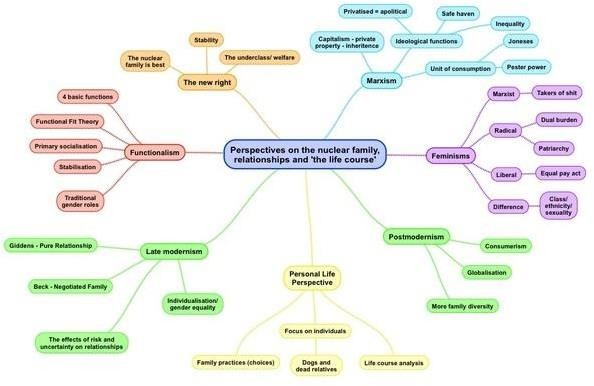 Privatised = apolitical
Safe haven
Inequality
Stability
Capitalism - private
property - inheritence
Ideological functions
Joneses
The nuclear
family is best
The underclass/ welfare
Unit of consumption
Pester power
The new right
Marxism
4 basic functions
Marxist
Takers of shit
Functional Fit Theory
Dual burden
Radical
Primary socialisation
Patriarchy
Functionalism
Perspectives on the nuclear family,
relationships and 'the life course'
Feminisms
Stabilisation
Liberal
Equal pay act
Traditional
gender roles
Difference
Class/
ethnicity/
sexuality
Giddens - Pure Relationship
Late modernism
Postmodernism
Consumerism
Beck - Negotiated Family
Personal Life
Perspective
Globalisation
Individualisation/
gender equality
More family diversity
The effects of risk and
uncertainty on relationships
Focus on individuals
Family practices (choices)
Dogs and
dead relatives
Life course analysis